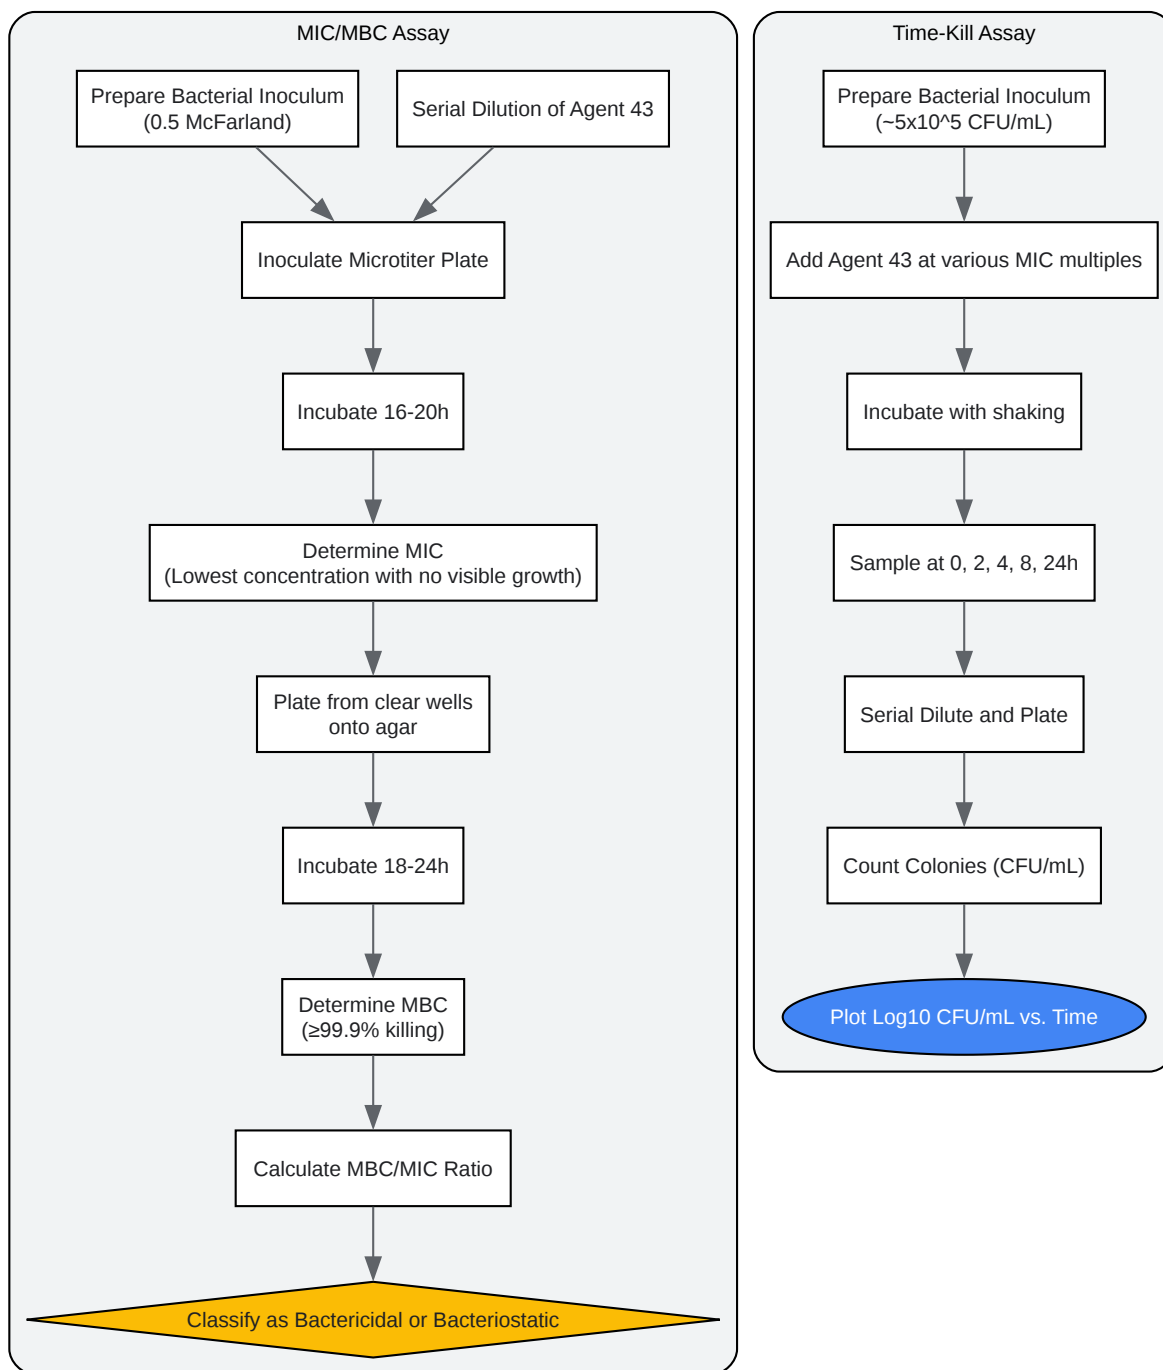 MIC/MBC Assay
Prepare Bacterial Inoculum
(0.5 McFarland)
Serial Dilution of Agent 43
Inoculate Microtiter Plate
Incubate 16-20h
Determine MIC
(Lowest concentration with no visible growth)
Plate from clear wells
onto agar
Incubate 18-24h
Determine MBC
(≥99.9% killing)
Calculate MBC/MIC Ratio
Classify as Bactericidal or Bacteriostatic
Time-Kill Assay
Prepare Bacterial Inoculum
(~5x10^5 CFU/mL)
Add Agent 43 at various MIC multiples
Incubate with shaking
Sample at 0, 2, 4, 8, 24h
Serial Dilute and Plate
Count Colonies (CFU/mL)
Plot Log10 CFU/mL vs. Time